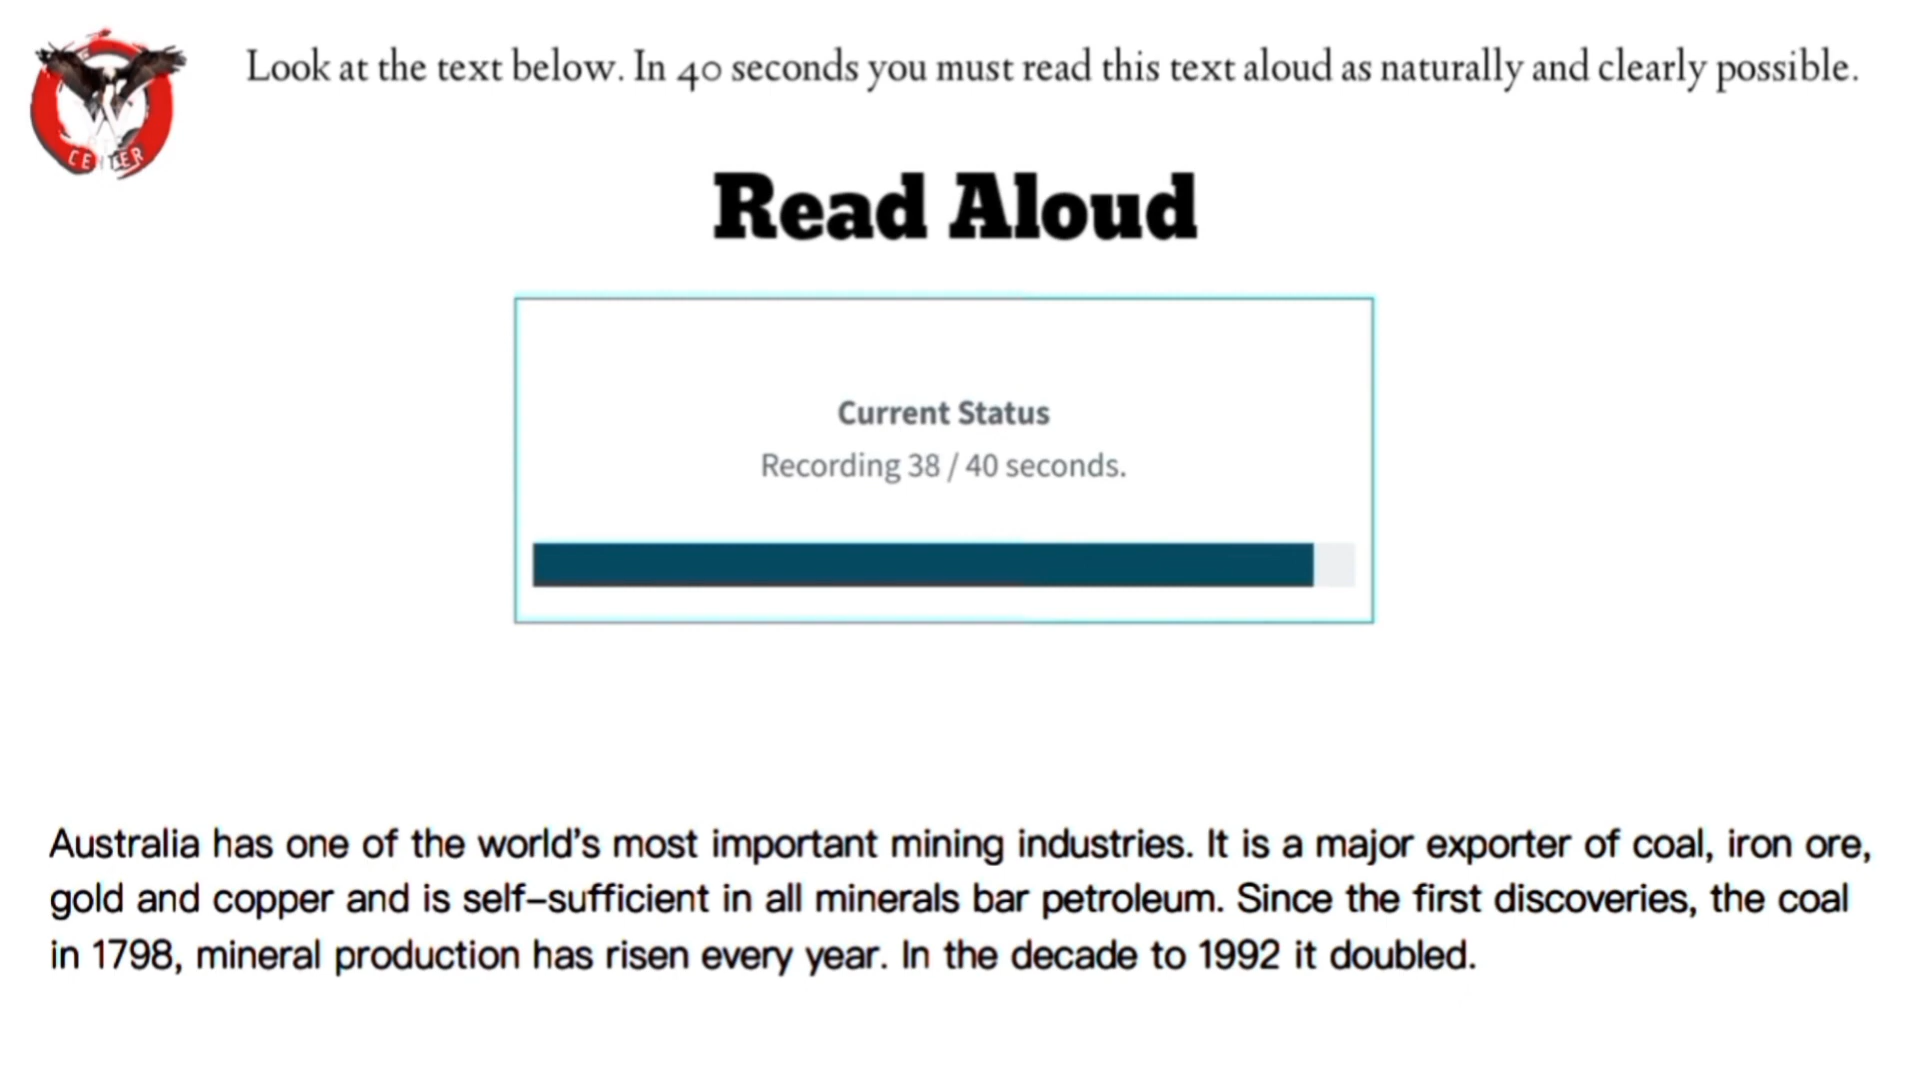 Look at the text below. In 40 seconds you must read this text aloud as naturally and clearly possible.
CENTER
Read Aloud
Current Status
Recording 38 / 40 seconds.
Australia has one of the world's most important mining industries. It is a major exporter of coal, iron ore,
gold and copper and is self-sufficient in all minerals bar petroleum. Since the first discoveries, the coal
in 1798, mineral production has risen every year. In the decade to 1992 it doubled.